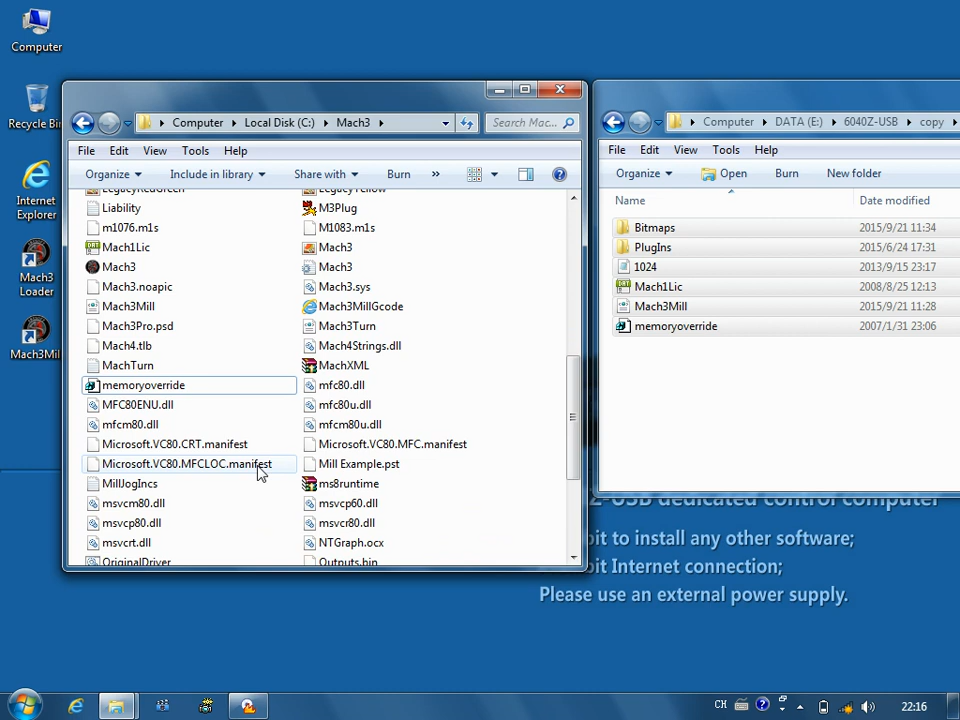 Computer
Recycle Bin
Internet
Explorer
Mach3
Loader
Mach3Mill
Computer
Local Disk (C:)
Mach3
Search Mac...
File
Edit
View
Tools
Help
Organize
Include in library
Share with
Burn
»
Liability
M3Plug
m1076.m1s
M1083.m1s
Mach1Lic
Mach3
Mach3
Mach3
Mach3.noapic
Mach3.sys
Mach3Mill
Mach3MillGcode
Mach3Pro.psd
Mach3Turn
Mach4.tlb
Mach4Strings.dll
MachTurn
MachXML
memoryoverride
mfc80.dll
MFC80ENU.dll
mfc80u.dll
mfcm80.dll
mfcm80u.dll
Microsoft.VC80.CRT.manifest
Microsoft.VC80.MFC.manifest
Microsoft.VC80.MFCLOC.manifest
Mill Example.pst
MillJogIncs
ms8runtime
msvcm80.dll
msvcp60.dll
msvcp80.dll
msvcr80.dll
msvcrt.dll
NTGraph.ocx
OriginalDriver
Outputs.bin
Computer
DATA (E:)
6040Z-USB
copy
File
Edit
View
Tools
Help
Organize
Open
Burn
New folder
Name
Date modified
Bitmaps
2015/9/21 11:34
PlugIns
2015/6/24 17:31
1024
2013/9/15 23:17
Mach1Lic
2008/8/25 12:13
Mach3Mill
2015/9/21 11:28
memoryoverride
2007/1/31 23:06
Z-USB dedicated control computer
bit to install any other software;
bit Internet connection;
Please use an external power supply.
CH
22:16